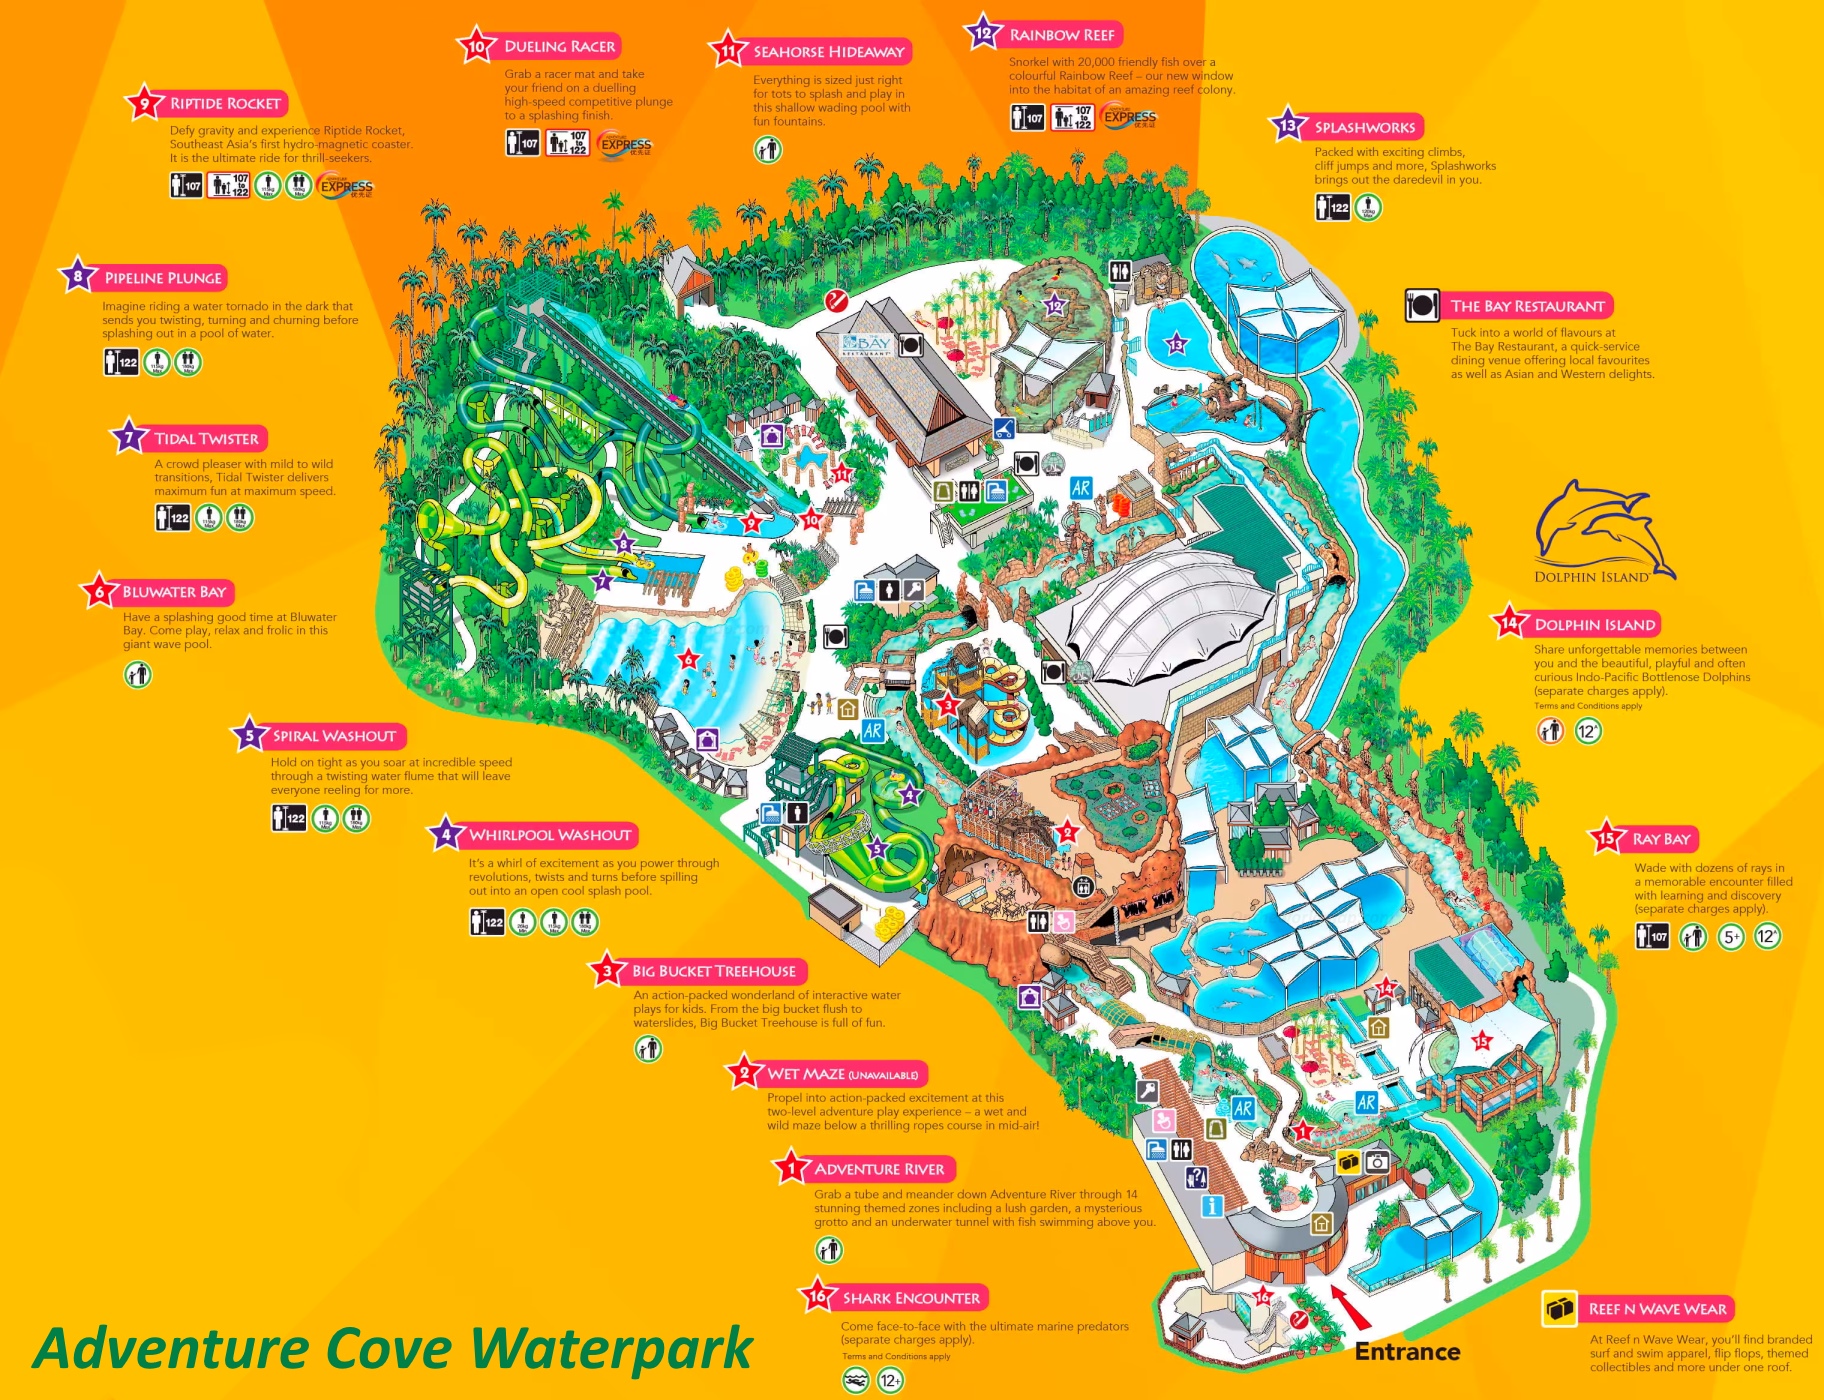 10 DUELING RACER
Grab a racer mat and take
your friend on a duelling
high-speed competitive plunge
to a splashing finish.
107
107
to
122
EXPRESS
11 SEAHORSE HIDEAWAY
Everything is sized just right
for tots to splash and play in
this shallow wading pool with
fun fountains.
12 RAINBOW REEF
Snorkel with 20,000 friendly fish over a
colourful Rainbow Reef – our new window
into the habitat of an amazing reef colony.
107
107
to
122
EXPRESS
9 RIPTIDE ROCKET
Defy gravity and experience Riptide Rocket,
Southeast Asia's first hydro-magnetic coaster.
It is the ultimate ride for thrill-seekers.
107
107
to
122
EXPRESS
13 SPLASHWORKS
Packed with exciting climbs,
cliff jumps and more, Splashworks
brings out the daredevil in you.
122
8 PIPELINE PLUNGE
Imagine riding a water tornado in the dark that
sends you twisting, turning and churning before
splashing out in a pool of water.
122
THE BAY RESTAURANT
Tuck into a world of flavours at
The Bay Restaurant, a quick-service
dining venue offering local favourites
as well as Asian and Western delights.
7 TIDAL TWISTER
A crowd pleaser with mild to wild
transitions, Tidal Twister delivers
maximum fun at maximum speed.
122
DOLPHIN ISLAND
6 BLUWATER BAY
Have a splashing good time at Bluwater
Bay. Come play, relax and frolic in this
giant wave pool.
14 DOLPHIN ISLAND
Share unforgettable memories between
you and the beautiful, playful and often
curious Indo-Pacific Bottlenose Dolphins
(separate charges apply).
Terms and Conditions apply
5 SPIRAL WASHOUT
Hold on tight as you soar at incredible speed
through a twisting water flume that will leave
everyone reeling for more.
122
4 WHIRLPOOL WASHOUT
It's a whirl of excitement as you power through
revolutions, twists and turns before spilling
out into an open cool splash pool.
122
15 RAY BAY
Wade with dozens of rays in
a memorable encounter filled
with learning and discovery
(separate charges apply).
107
5+
3 BIG BUCKET TREEHOUSE
An action-packed wonderland of interactive water
plays for kids. From the big bucket flush to
waterslides, Big Bucket Treehouse is full of fun.
2 WET MAZE (UNAVAILABLE)
Propel into action-packed excitement at this
two-level adventure play experience – a wet and
wild maze below a thrilling ropes course in mid-air!
1 ADVENTURE RIVER
Grab a tube and meander down Adventure River through 14
stunning themed zones including a lush garden, a mysterious
grotto and an underwater tunnel with fish swimming above you.
16 SHARK ENCOUNTER
Come face-to-face with the ultimate marine predators
(separate charges apply).
Terms and Conditions apply
12+
REEF N WAVE WEAR
At Reef n Wave Wear, you'll find branded
surf and swim apparel, flip flops, themed
collectibles and more under one roof.
12
13
BAY
RESTAURANT
11
AR
9
10
8
7
6
3
AR
4
2
5
14
15
AR
AR
1
i
16
Entrance
Adventure Cove Waterpark